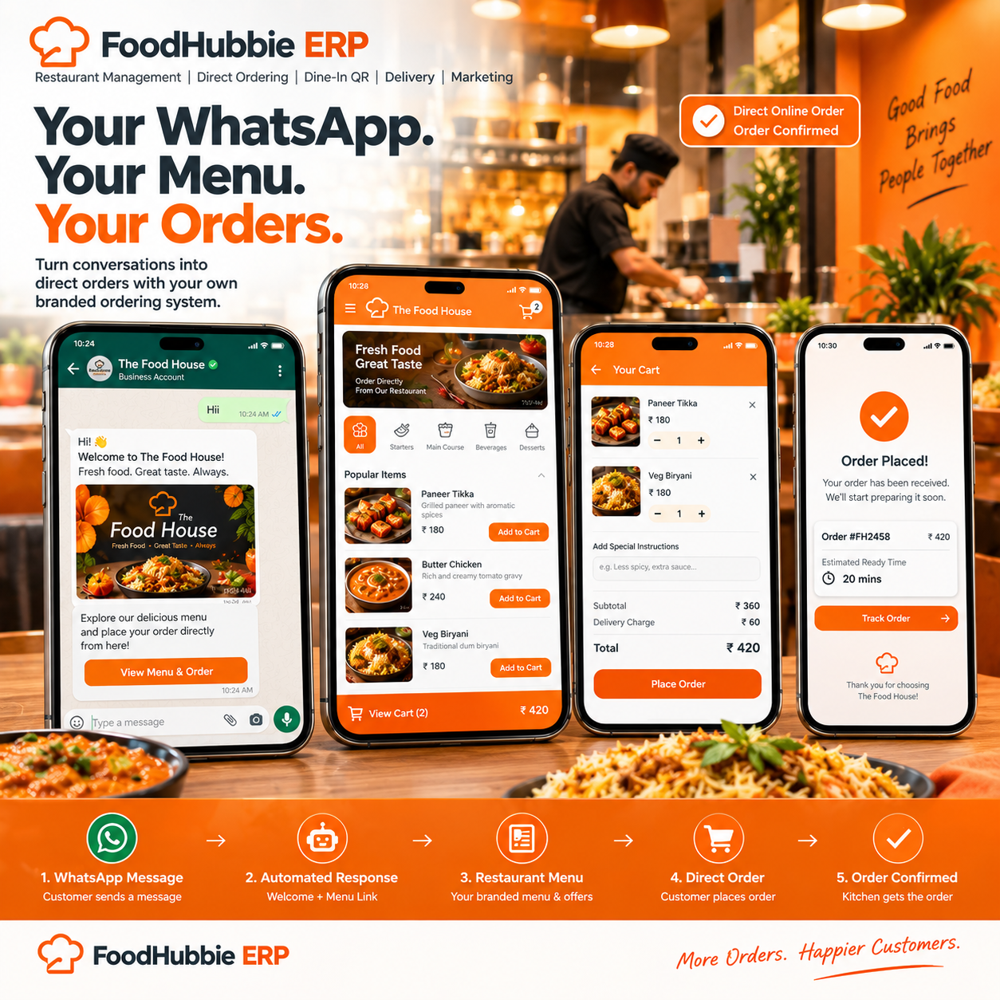 FoodHubbie ERP
Restaurant Management | Direct Ordering | Dine-In QR | Delivery | Marketing
Your WhatsApp.
Your Menu.
Your Orders.
Turn conversations into
direct orders with your own
branded ordering system.
Direct Online Order
Order Confirmed
Good Food
Brings
People Together
10:24
The Food House
Business Account
Hii
10:24 AM
Hi! 👋
Welcome to The Food House!
Fresh food. Great taste. Always.
The
Food House
Fresh Food • Great Taste • Always
Explore our delicious menu
and place your order directly
from here!
View Menu & Order
10:24 AM
Type a message
10:28
The Food House
2
Fresh Food
Great Taste
Order Directly
From Our Restaurant
All
Starters
Main Course
Beverages
Desserts
Popular Items
Paneer Tikka
Grilled paneer with aromatic
spices
₹ 180
Add to Cart
Butter Chicken
Rich and creamy tomato gravy
₹ 240
Add to Cart
Veg Biryani
Traditional dum biryani
₹ 180
Add to Cart
View Cart (2)
₹ 420
10:28
Your Cart
Paneer Tikka
₹ 180
− 1 +
Veg Biryani
₹ 180
− 1 +
Add Special Instructions
e.g. Less spicy, extra sauce...
Subtotal ₹ 360
Delivery Charge ₹ 60
Total ₹ 420
Place Order
10:30
Order Placed!
Your order has been received.
We'll start preparing it soon.
Order #FH2458 ₹ 420
Estimated Ready Time
20 mins
Track Order →
Thank you for choosing
The Food House!
1. WhatsApp Message
Customer sends a message
2. Automated Response
Welcome + Menu Link
3. Restaurant Menu
Your branded menu & offers
4. Direct Order
Customer places order
5. Order Confirmed
Kitchen gets the order
FoodHubbie ERP
More Orders. Happier Customers.